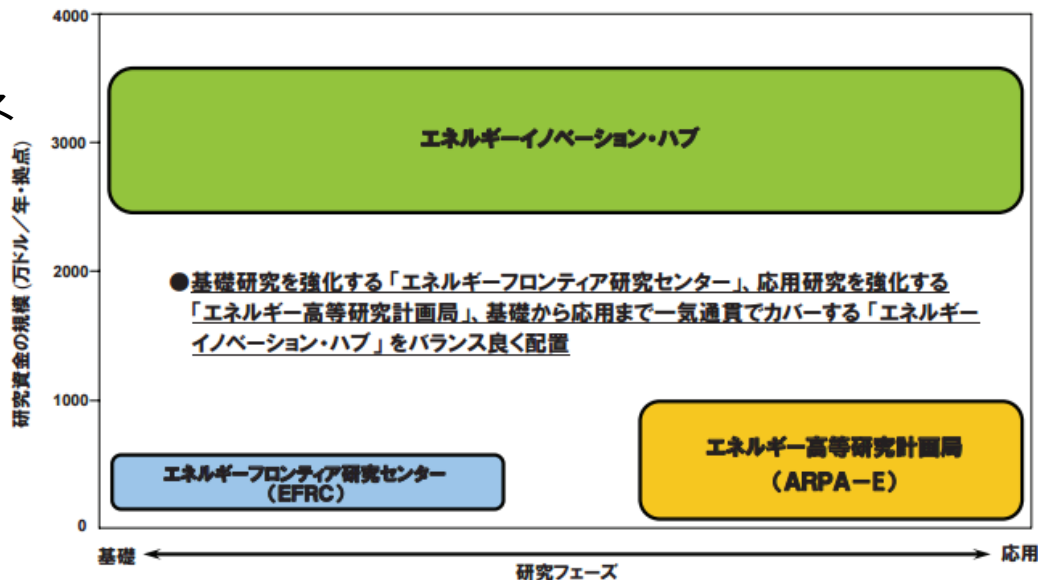 4000
3000
2000
1000
0
研究資金の規模(万ドル/年・拠点)
エネルギーイノベーション・ハブ
●基礎研究を強化する「エネルギーフロンティア研究センター」、応用研究を強化する
「エネルギー高等研究計画局」、基礎から応用まで一気通貫でカバーする「エネルギー
イノベーション・ハブ」をバランス良く配置
エネルギーフロンティア研究センター
(EFRC)
エネルギー高等研究計画局
(ARPA-E)
基礎
応用
研究フェーズ